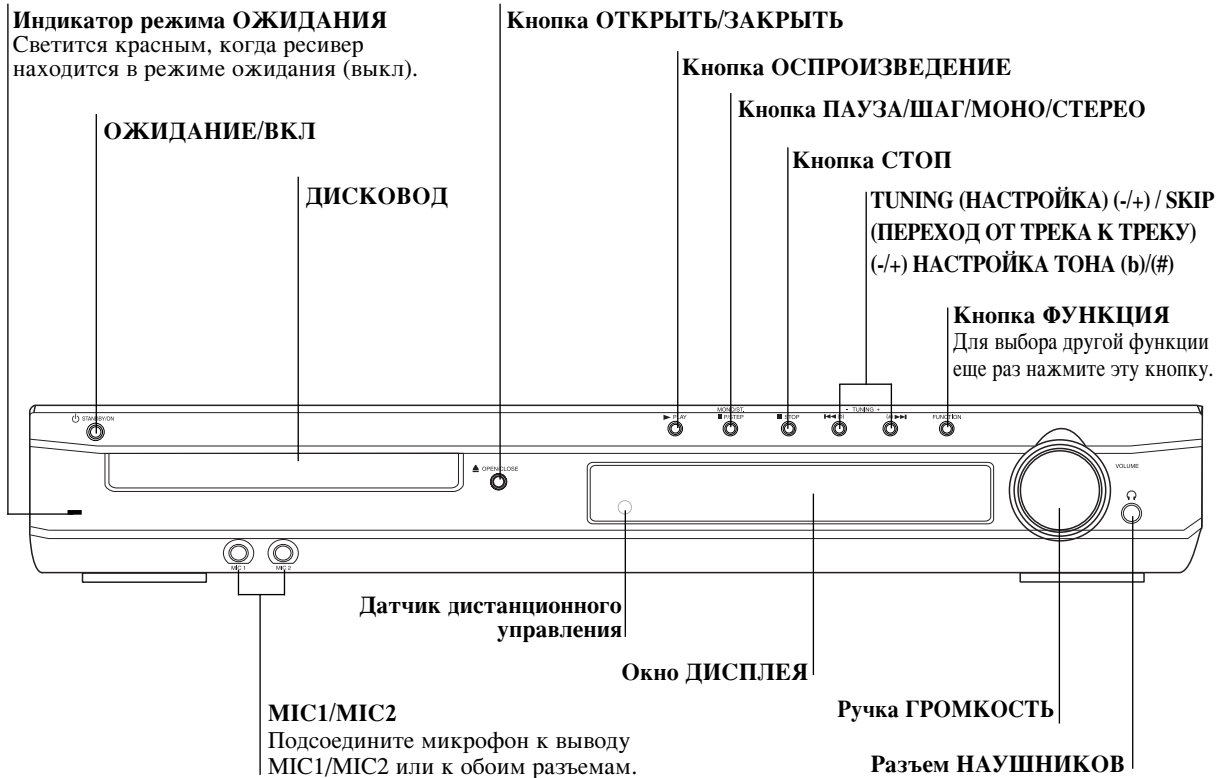 Индикатор режима ОЖИДАНИЯ
Светится красным, когда ресивер
находится в режиме ожидания (выкл).
Кнопка ОТКРЫТЬ/ЗАКРЫТЬ
Кнопка ОСПРОИЗВЕДЕНИЕ
Кнопка ПАУЗА/ШАГ/МОНО/СТЕРЕО
ОЖИДАНИЕ/ВКЛ
Кнопка СТОП
ДИСКОВОД
TUNING (НАСТРОЙКА) (-/+) / SKIP
(ПЕРЕХОД ОТ ТРЕКА К ТРЕКУ)
(-/+) НАСТРОЙКА ТОНА (b)/(#)
Кнопка ФУНКЦИЯ
Для выбора другой функции
еще раз нажмите эту кнопку.
STANDBY/ON
PLAY
MONO/ST.
P/STEP
STOP
- TUNING +
FUNCTION
OPEN/CLOSE
VOLUME
MIC 1
MIC 2
Датчик дистанционного
управления
Окно ДИСПЛЕЯ
MIC1/MIC2
Подсоедините микрофон к выводу
MIC1/MIC2 или к обоим разъемам.
Ручка ГРОМКОСТЬ
Разъем НАУШНИКОВ